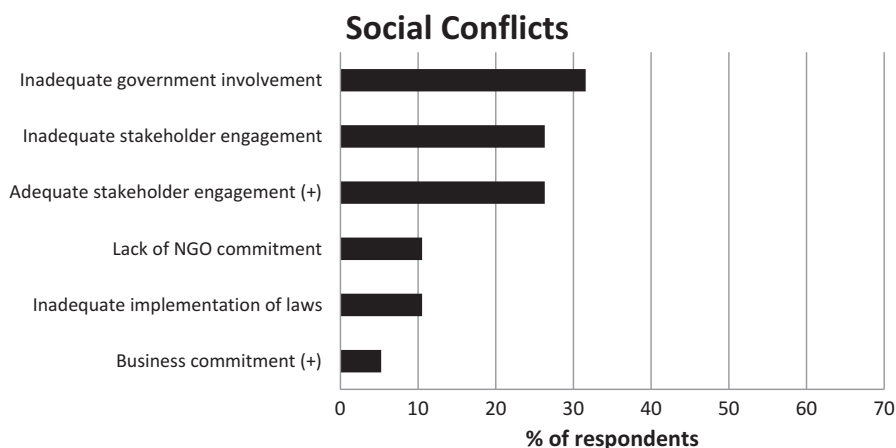 Social Conflicts
Inadequate government involvement
Inadequate stakeholder engagement
Adequate stakeholder engagement (+)
Lack of NGO commitment
Inadequate implementation of laws
Business commitment (+)
0 10 20 30 40 50 60 70
% of respondents